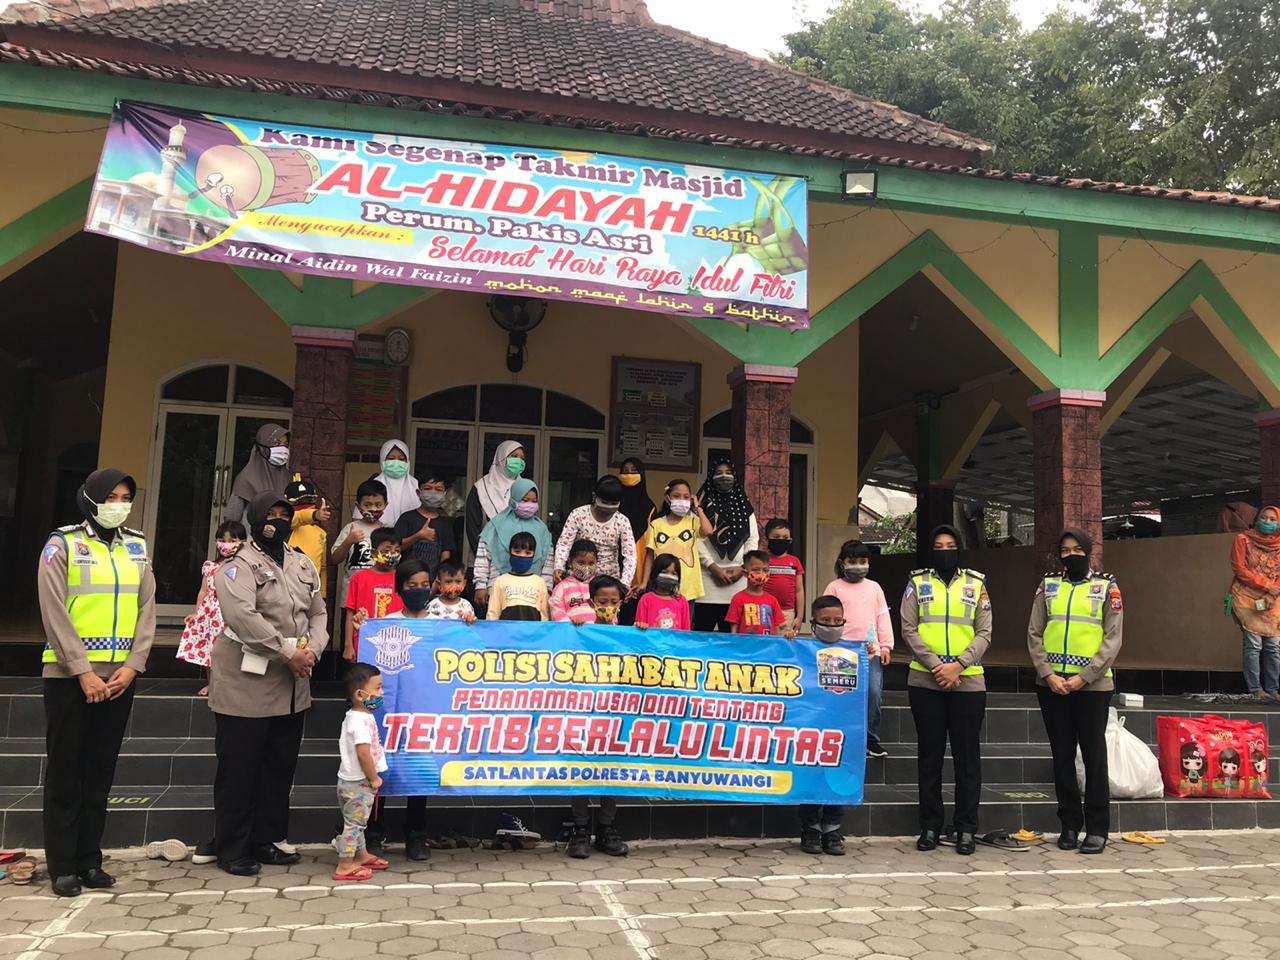 Kami Segenap Takmir Masjid
AL-HIDAYAH
Perum. Pakis Asri
1441 h
Mengucapkan :
Selamat Hari Raya Idul Fitri
Minal Aidin Wal Faizin mohon maaf lahir & bathin
POLISI SAHABAT ANAK
PENANAMAN USIA DINI TENTANG
TERTIB BERLALU LINTAS
SATLANTAS POLRESTA BANYUWANGI
SEMERU
SUCI
SUCI